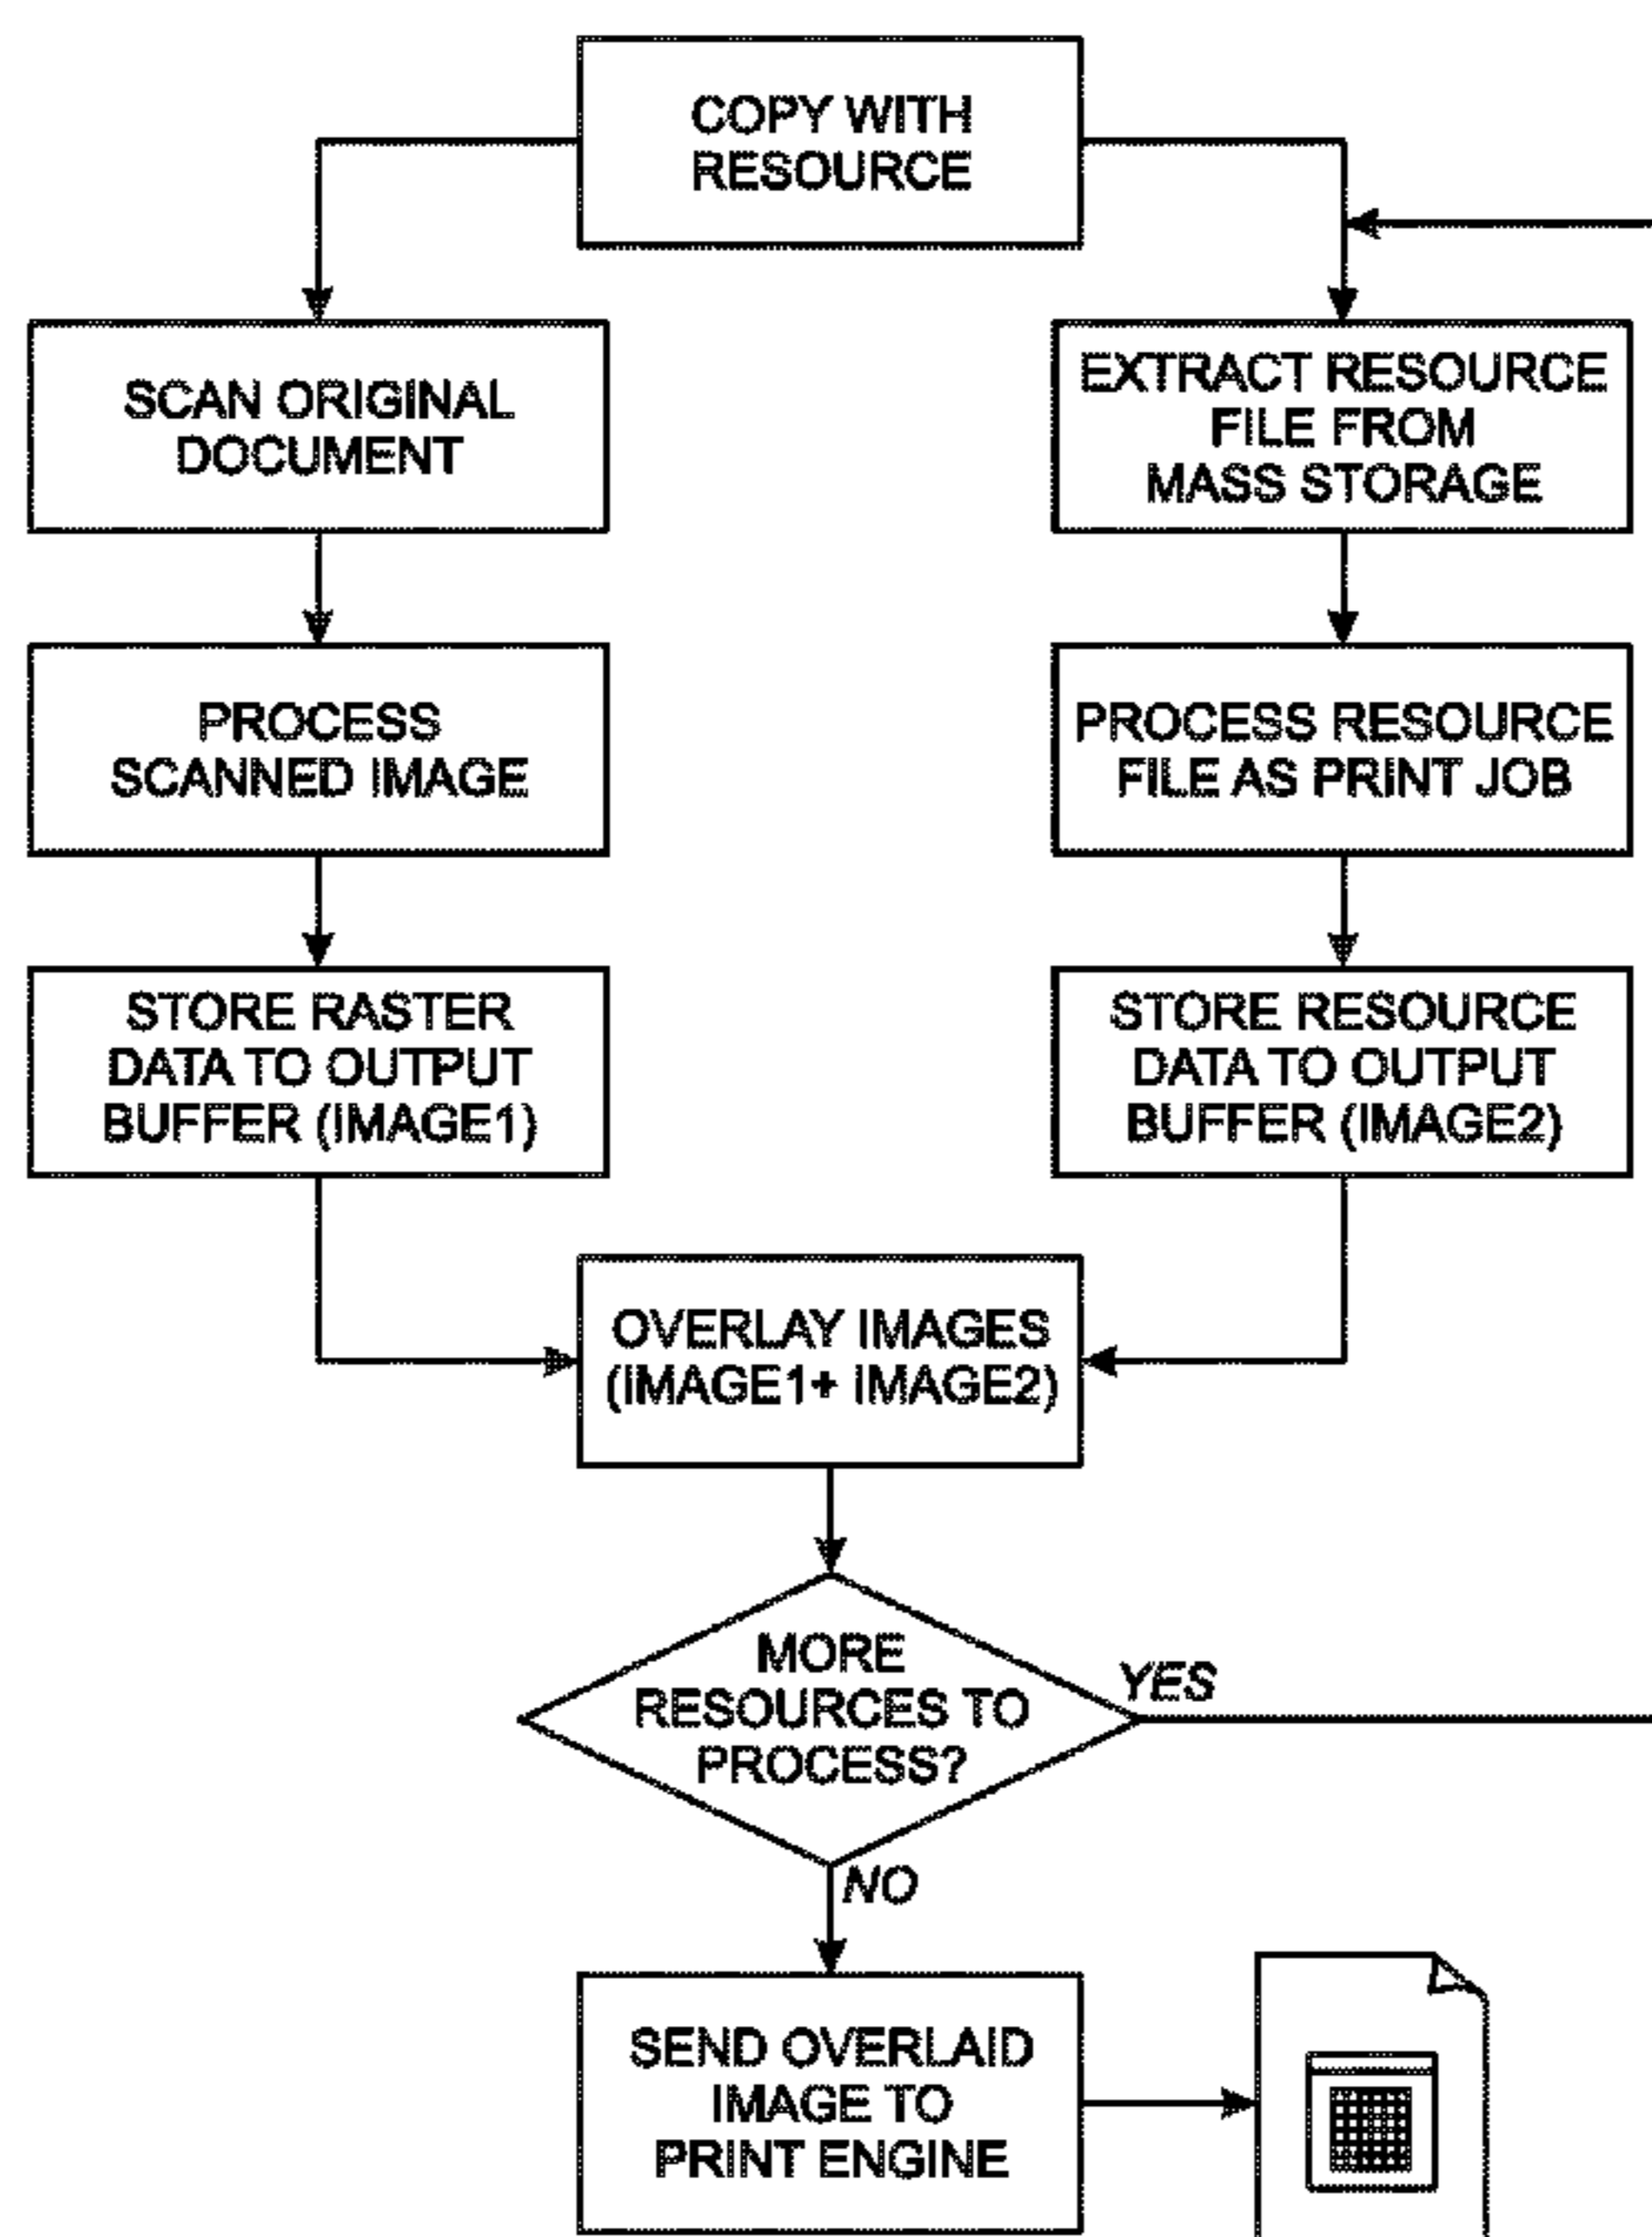 COPY WITH
RESOURCE
SCAN ORIGINAL
DOCUMENT
EXTRACT RESOURCE
FILE FROM
MASS STORAGE
PROCESS
SCANNED IMAGE
PROCESS RESOURCE
FILE AS PRINT JOB
STORE RASTER
DATA TO OUTPUT
BUFFER (IMAGE1)
STORE RESOURCE
DATA TO OUTPUT
BUFFER (IMAGE2)
OVERLAY IMAGES
(IMAGE1+ IMAGE2)
MORE
RESOURCES TO
PROCESS?
YES
NO
SEND OVERLAID
IMAGE TO
PRINT ENGINE